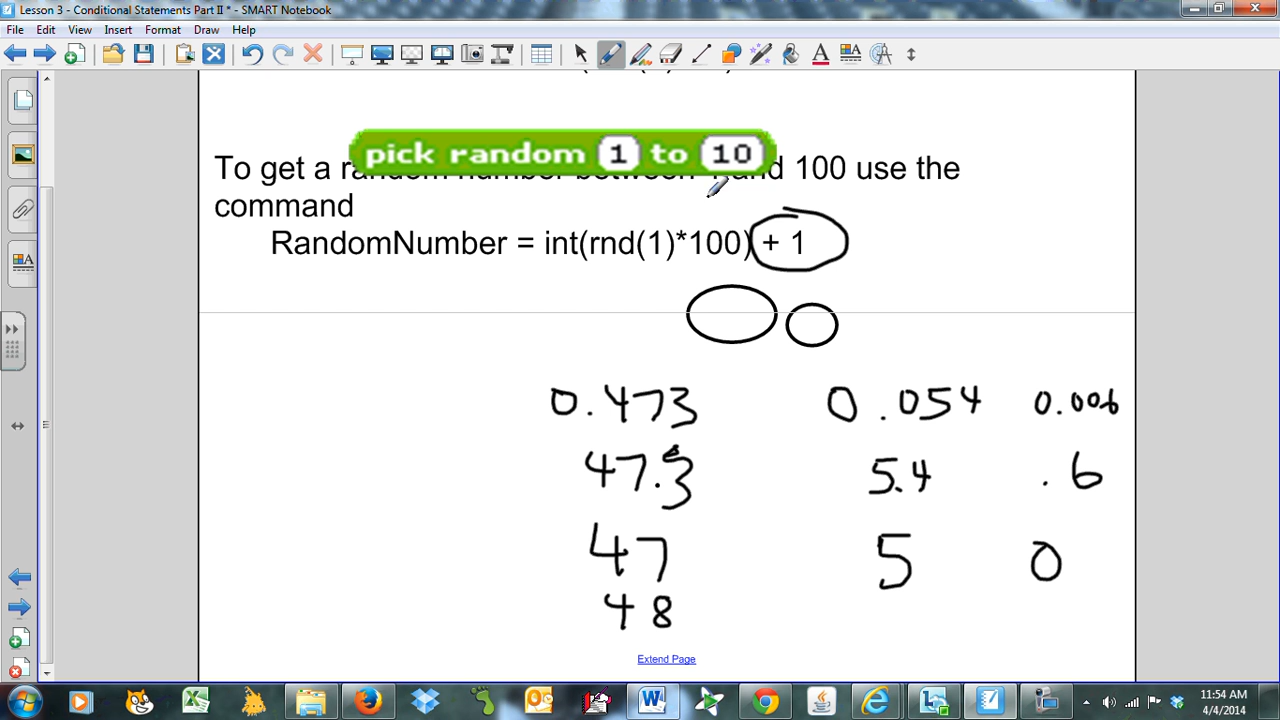 Lesson 3 - Conditional Statements Part II * - SMART Notebook
File Edit View Insert Format Draw Help
pick random 1 to 10
To get a random number between and 100 use the
command
RandomNumber = int(rnd(1)*100) + 1
0.473 0.054 0.006
47.3 5.4 .6
47 5 0
48
Extend Page
11:54 AM
4/4/2014